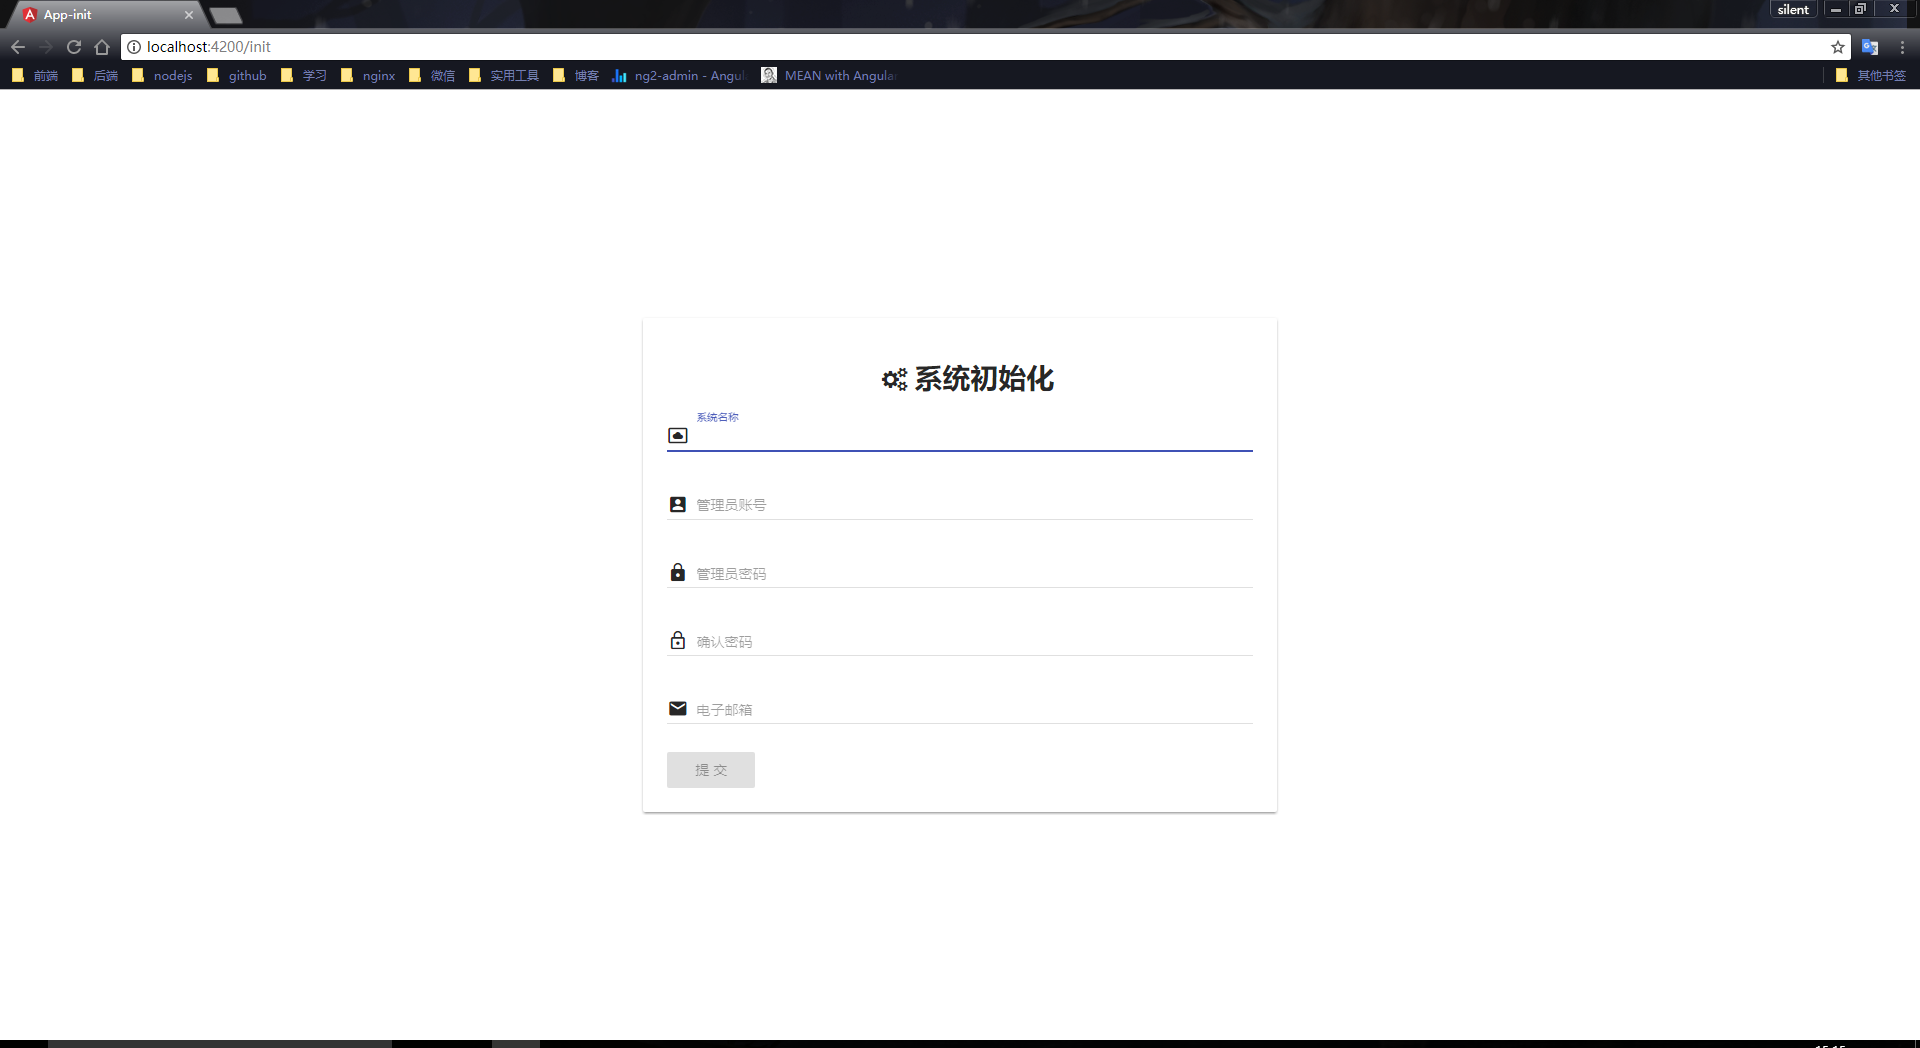 App-init
silent
localhost:4200/init
前端 后端 nodejs github 学习 nginx 微信 实用工具 博客 ng2-admin - Angul MEAN with Angular 其他书签
系统初始化
系统名称
管理员账号
管理员密码
确认密码
电子邮箱
提 交